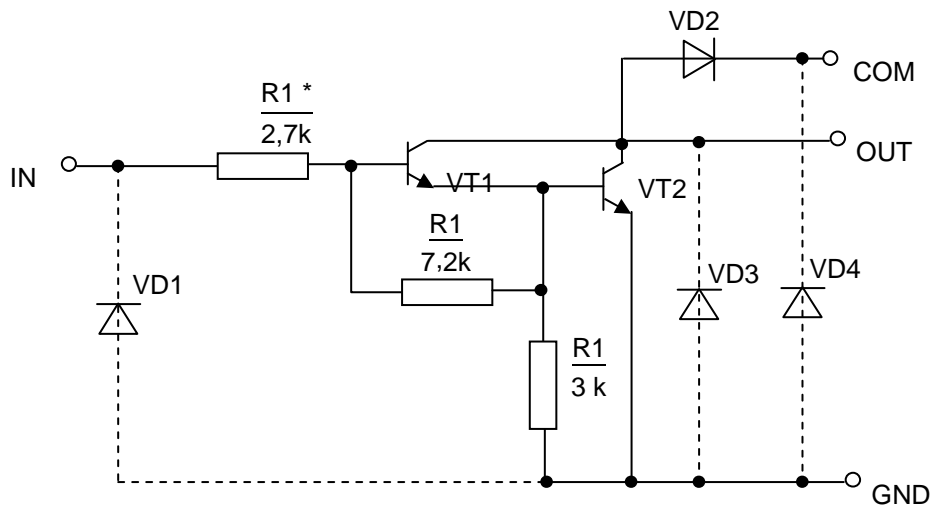 VD2
COM
R1 *
2,7k
OUT
IN
VT1
VT2
R1
7,2k
VD1
VD3
VD4
R1
3 k
GND